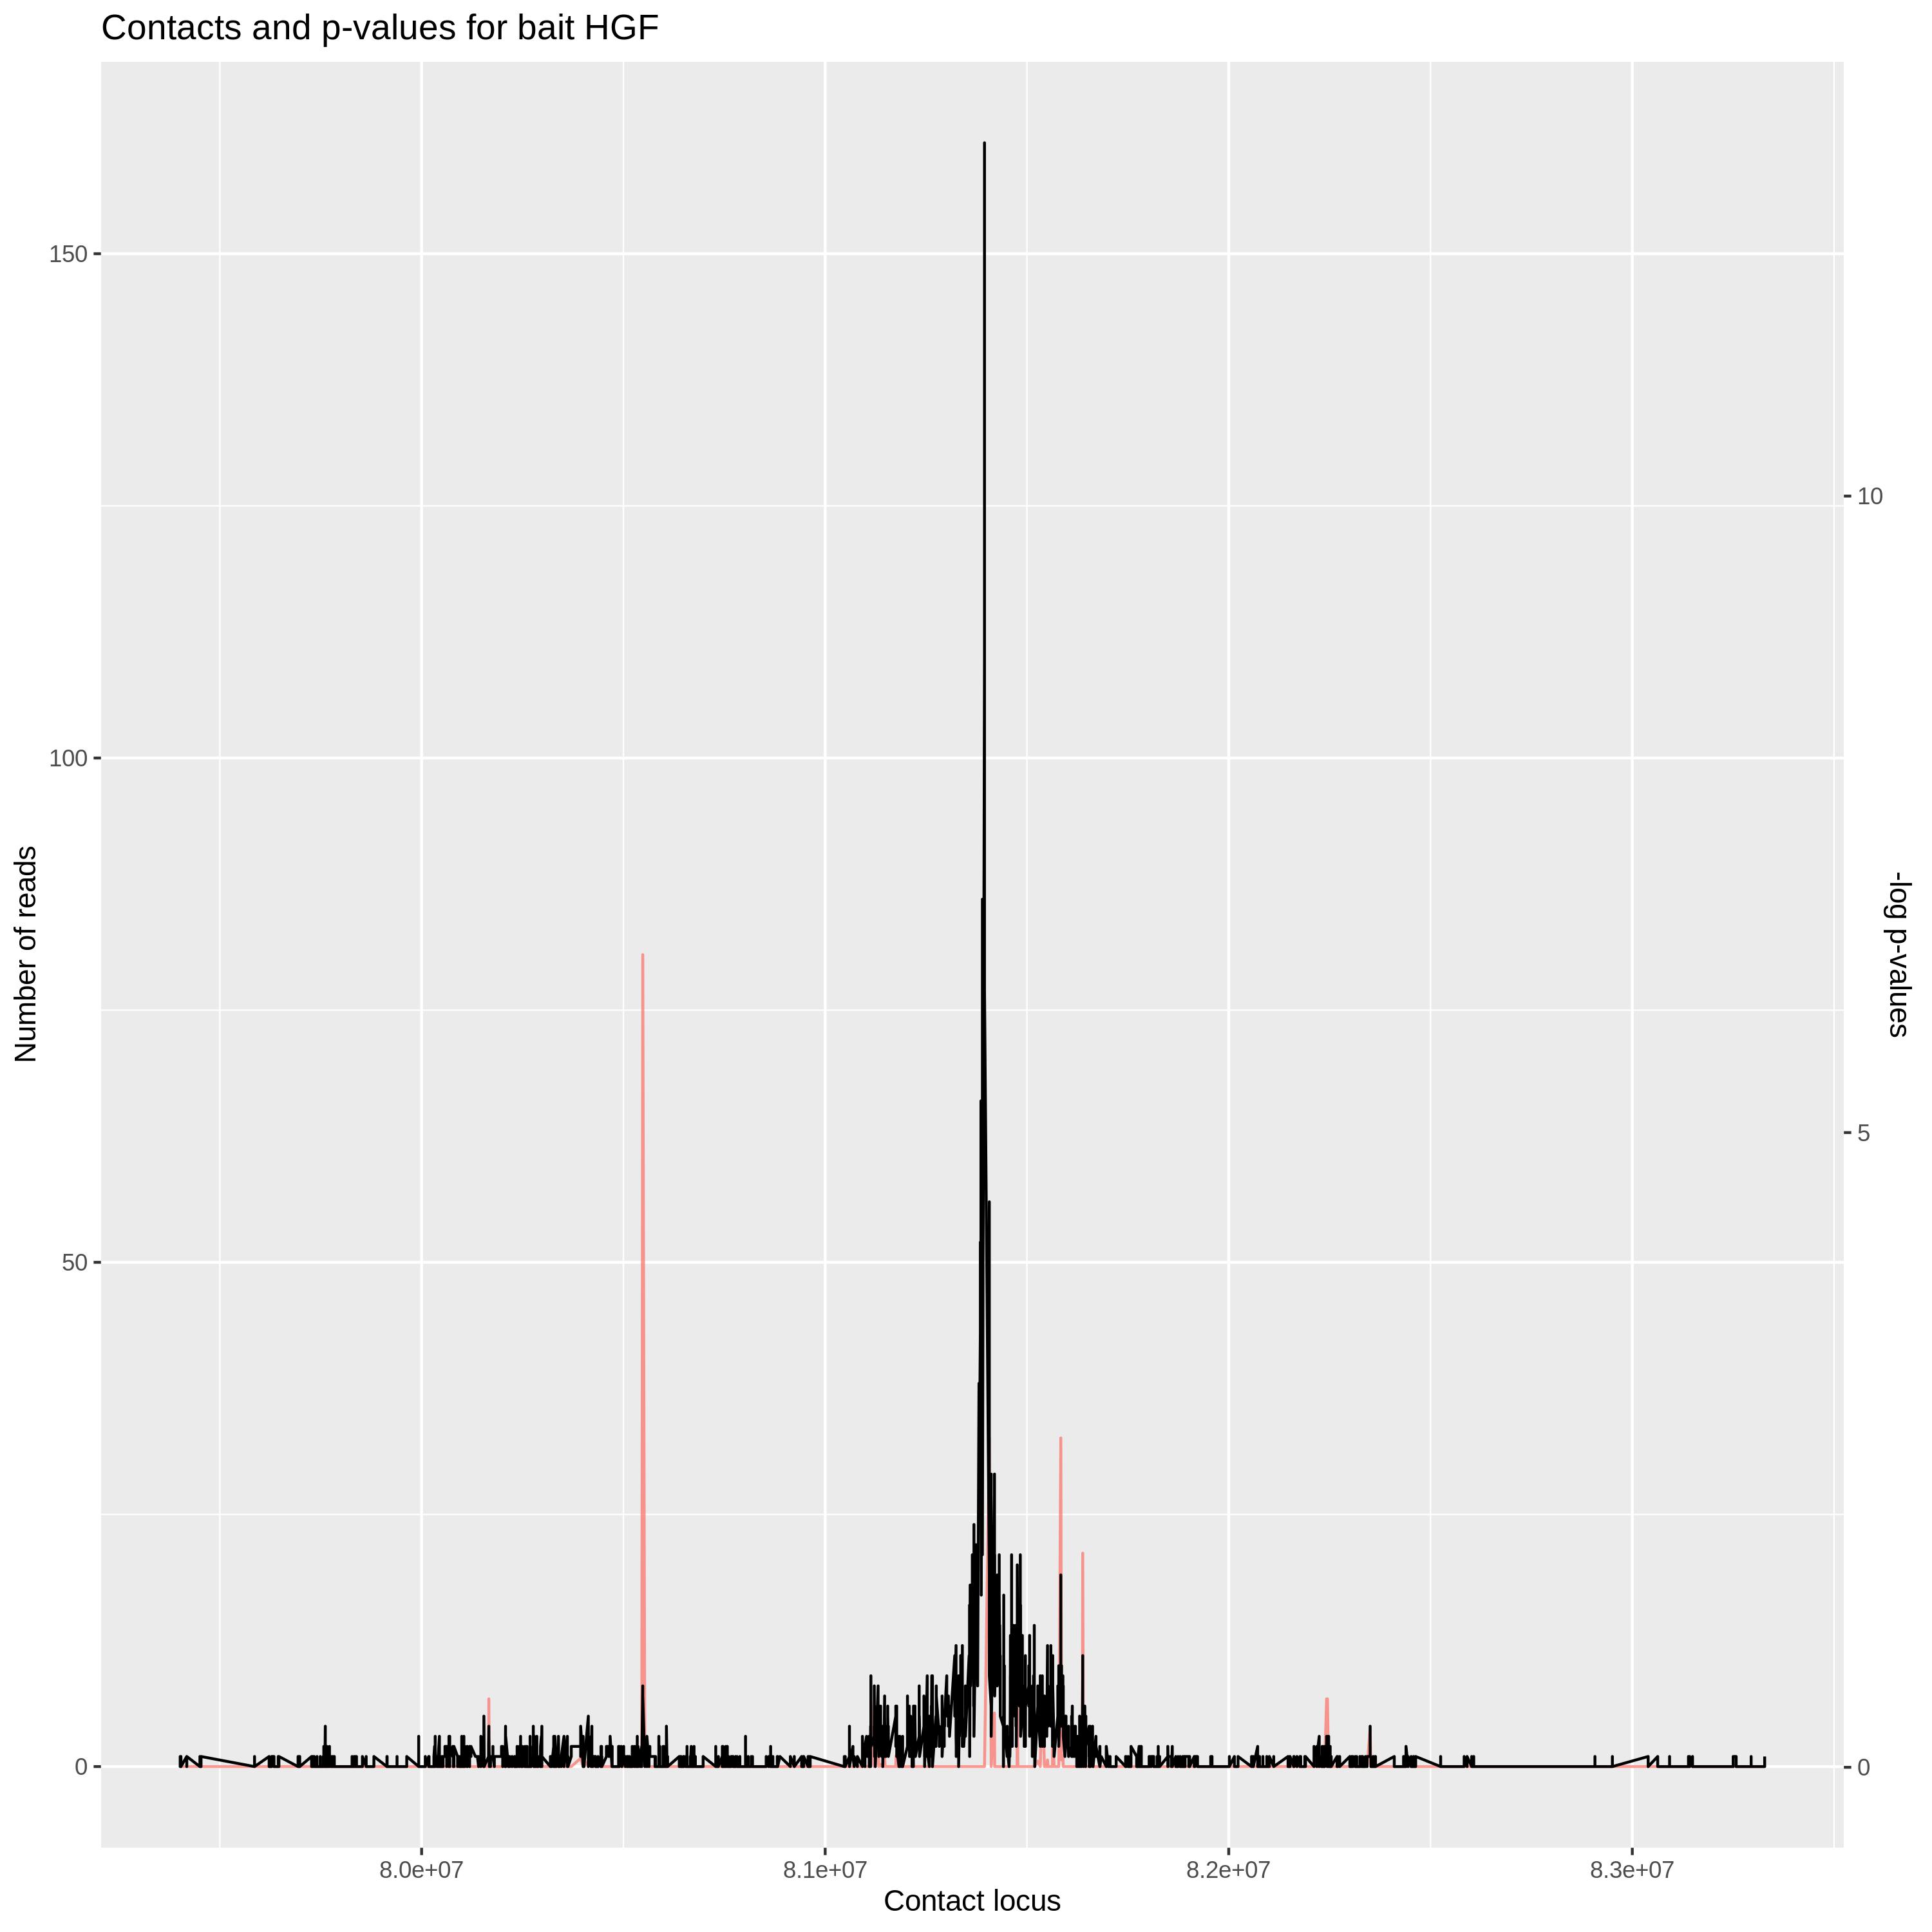 Contacts and p-values for bait HGF
150
100
50
0
10
5
0
Number of reads
-log p-values
8.0e+07
8.1e+07
8.2e+07
8.3e+07
Contact locus